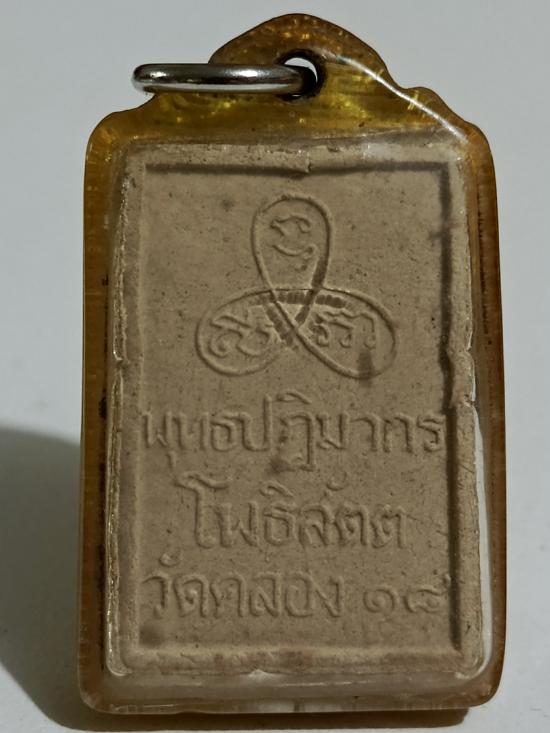 พุทธปฏิมากร
โพธิสัตต
วัดคลอง ๑๘